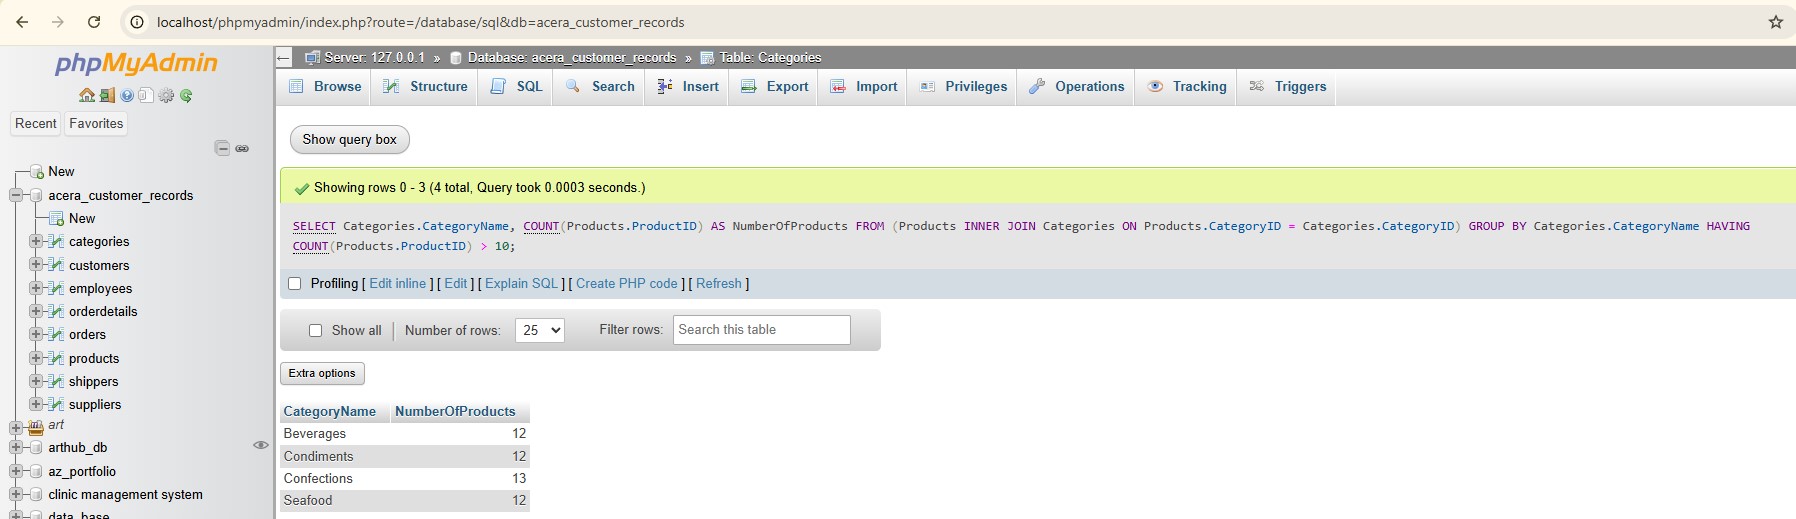 localhost/phpmyadmin/index.php?route=/database/sql&db=acera_customer_records
phpMyAdmin
Recent Favorites
New
acera_customer_records
New
categories
customers
employees
orderdetails
orders
products
shippers
suppliers
art
arthub_db
az_portfolio
clinic management system
data_base
Server: 127.0.0.1 » Database: acera_customer_records » Table: Categories
Browse Structure SQL Search Insert Export Import Privileges Operations Tracking Triggers
Show query box
Showing rows 0 - 3 (4 total, Query took 0.0003 seconds.)
SELECT Categories.CategoryName, COUNT(Products.ProductID) AS NumberOfProducts FROM (Products INNER JOIN Categories ON Products.CategoryID = Categories.CategoryID) GROUP BY Categories.CategoryName HAVING
COUNT(Products.ProductID) > 10;
Profiling [ Edit inline ] [ Edit ] [ Explain SQL ] [ Create PHP code ] [ Refresh ]
Show all Number of rows: 25 Filter rows: Search this table
Extra options
CategoryName NumberOfProducts
Beverages 12
Condiments 12
Confections 13
Seafood 12